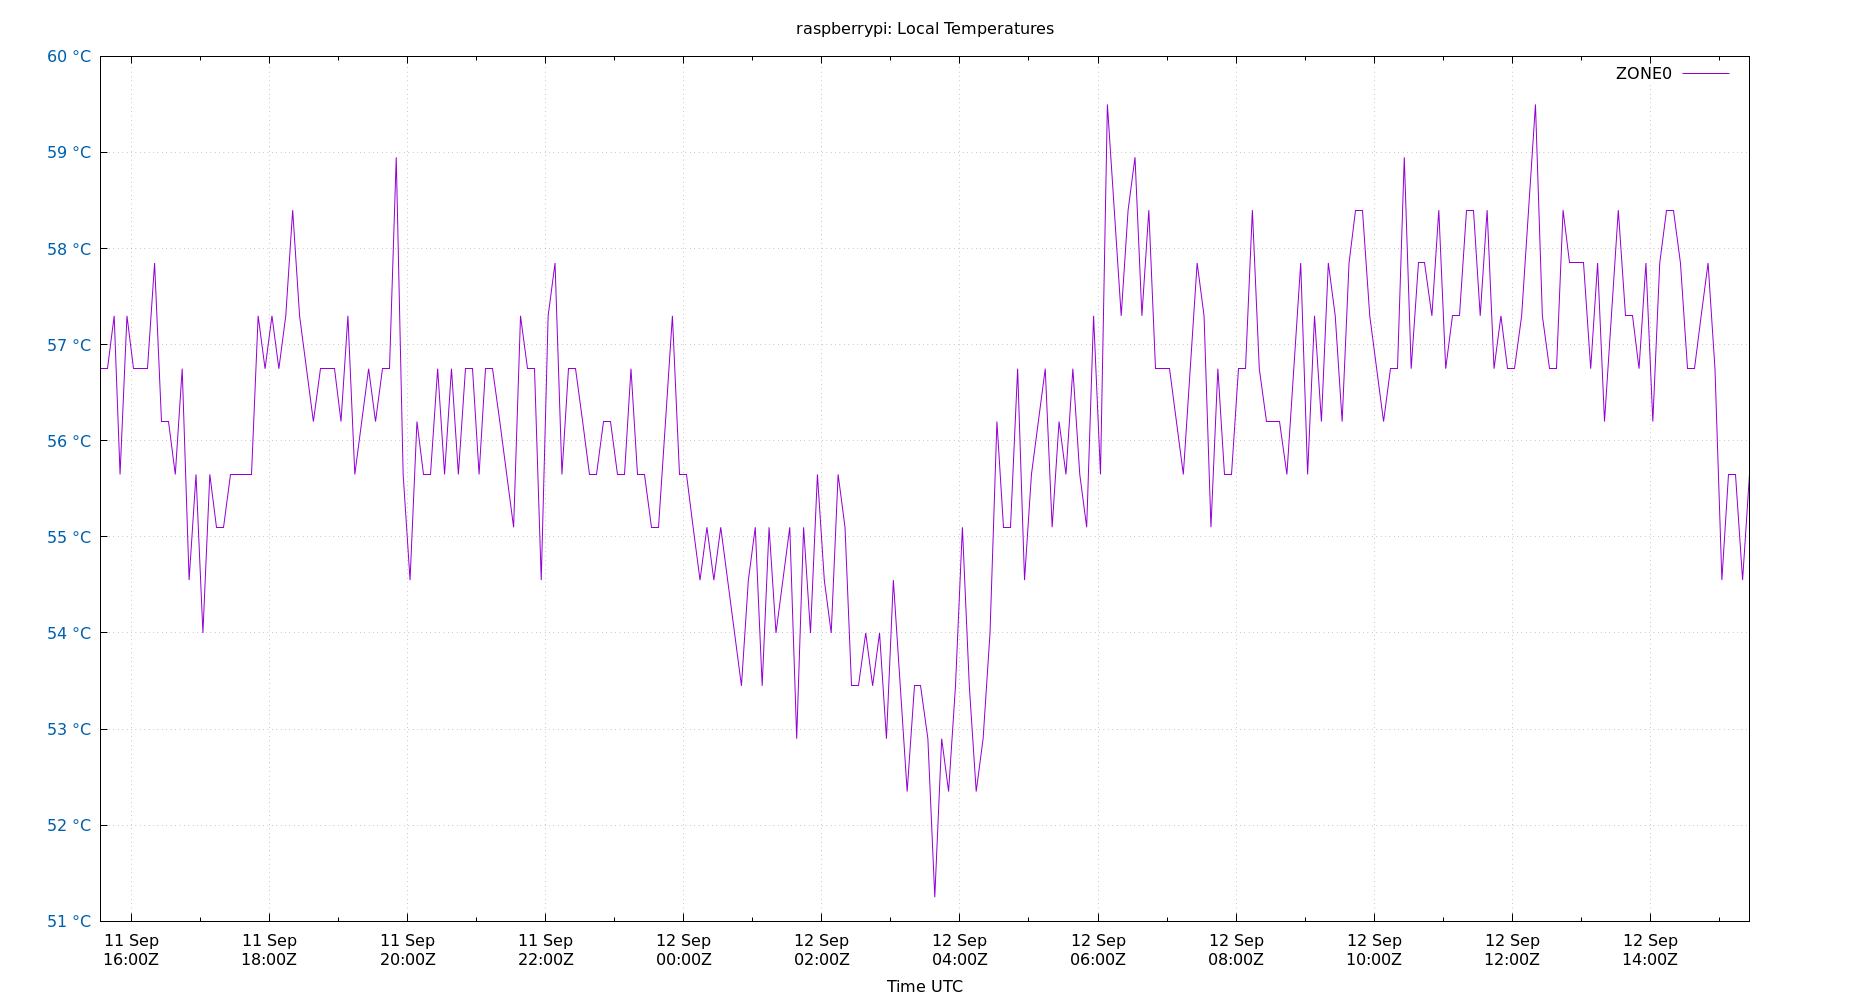 raspberrypi: Local Temperatures
60 °C
ZONE0
59 °C
58 °C
57 °C
56 °C
55 °C
54 °C
53 °C
52 °C
51 °C
11 Sep 11 Sep 11 Sep 11 Sep 12 Sep 12 Sep 12 Sep 12 Sep 12 Sep 12 Sep 12 Sep 12 Sep
16:00Z 18:00Z 20:00Z 22:00Z 00:00Z 02:00Z 04:00Z 06:00Z 08:00Z 10:00Z 12:00Z 14:00Z
Time UTC